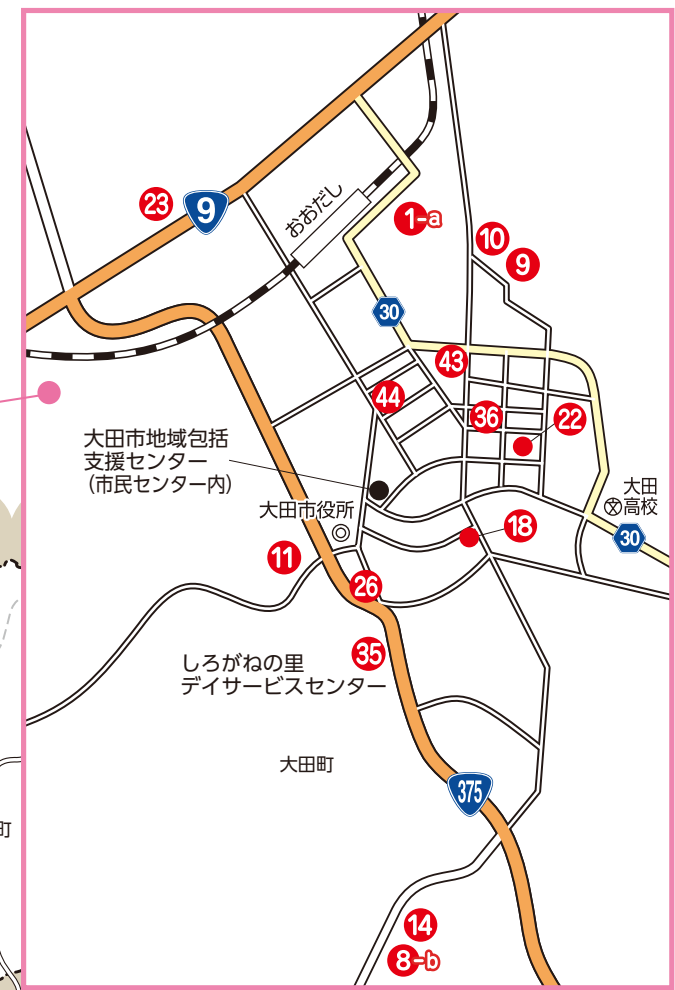 23
9
おおだし
1-a
10
9
30
43
44
36
22
大田市地域包括
支援センター
（市民センター内）
大田
高校
大田市役所
18
30
11
26
35
しろがねの里
デイサービスセンター
大田町
375
町
14
8-b